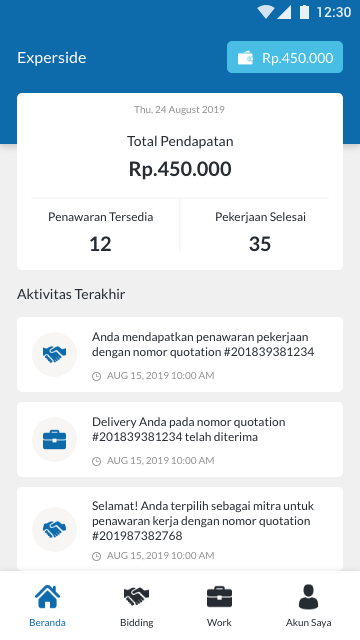 12:30
Experside
Rp.450.000
Thu, 24 August 2019
Total Pendapatan
Rp.450.000
Penawaran Tersedia
Pekerjaan Selesai
12
35
Aktivitas Terakhir
Anda mendapatkan penawaran pekerjaan
dengan nomor quotation #201839381234
AUG 15, 2019 10:00 AM
Delivery Anda pada nomor quotation
#201839381234 telah diterima
AUG 15, 2019 10:00 AM
Selamat! Anda terpilih sebagai mitra untuk
penawaran kerja dengan nomor quotation
#201987382768
AUG 15, 2019 10:00 AM
Beranda
Bidding
Work
Akun Saya